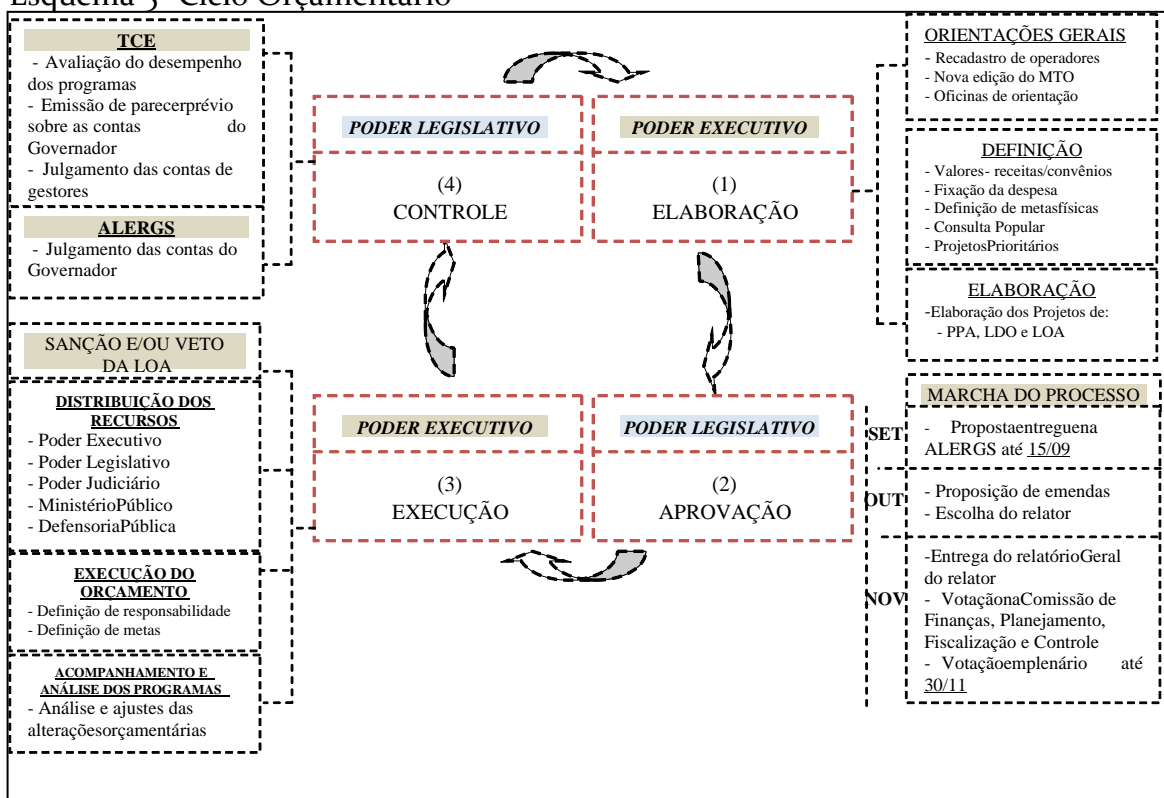 Esquema 3- Ciclo Orçamentário
TCE
- Avaliação do desempenho
dos programas
- Emissão de parecerprévio
sobre as contas do
Governador
- Julgamento das contas de
gestores
ALERGS
- Julgamento das contas do
Governador
PODER LEGISLATIVO
(4)
CONTROLE
PODER EXECUTIVO
(1)
ELABORAÇÃO
ORIENTAÇÕES GERAIS
- Recadastro de operadores
- Nova edição do MTO
- Oficinas de orientação
DEFINIÇÃO
- Valores- receitas/convênios
- Fixação da despesa
- Definição de metasfísicas
- Consulta Popular
- ProjetosPrioritários
ELABORAÇÃO
-Elaboração dos Projetos de:
- PPA, LDO e LOA
SANÇÃO E/OU VETO
DA LOA
DISTRIBUIÇÃO DOS
RECURSOS
- Poder Executivo
- Poder Legislativo
- Poder Judiciário
- MinistérioPúblico
- DefensoriaPública
EXECUÇÃO DO
ORÇAMENTO
- Definição de responsabilidade
- Definição de metas
ACOMPANHAMENTO E
ANÁLISE DOS PROGRAMAS
- Análise e ajustes das
alteraçõesorçamentárias
PODER EXECUTIVO
(3)
EXECUÇÃO
PODER LEGISLATIVO
(2)
APROVAÇÃO
MARCHA DO PROCESSO
SET
- Propostaentreguena
ALERGS até 15/09
OUT
- Proposição de emendas
- Escolha do relator
NOV
-Entrega do relatórioGeral
do relator
- VotaçãonaComissão de
Finanças, Planejamento,
Fiscalização e Controle
- Votaçãoemplenário até
30/11